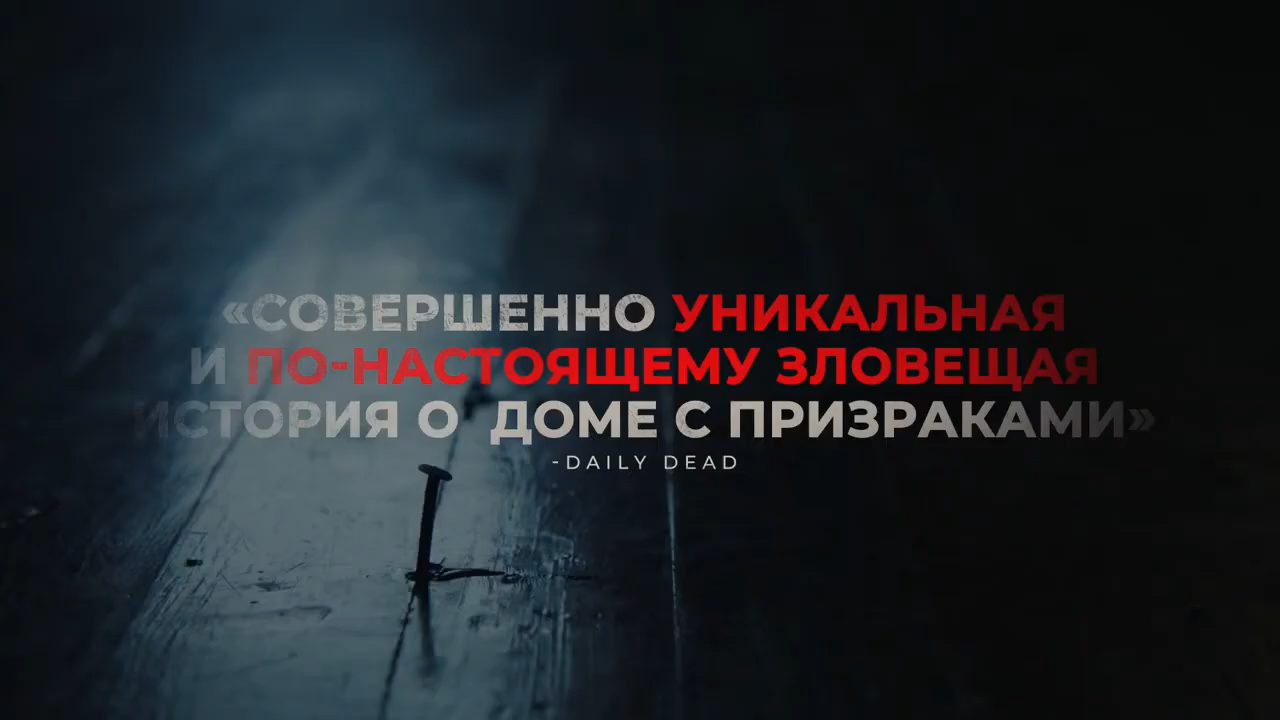 «СОВЕРШЕННО УНИКАЛЬНАЯ
И ПО-НАСТОЯЩЕМУ ЗЛОВЕЩАЯ
ИСТОРИЯ О ДОМЕ С ПРИЗРАКАМИ»
-DAILY DEAD